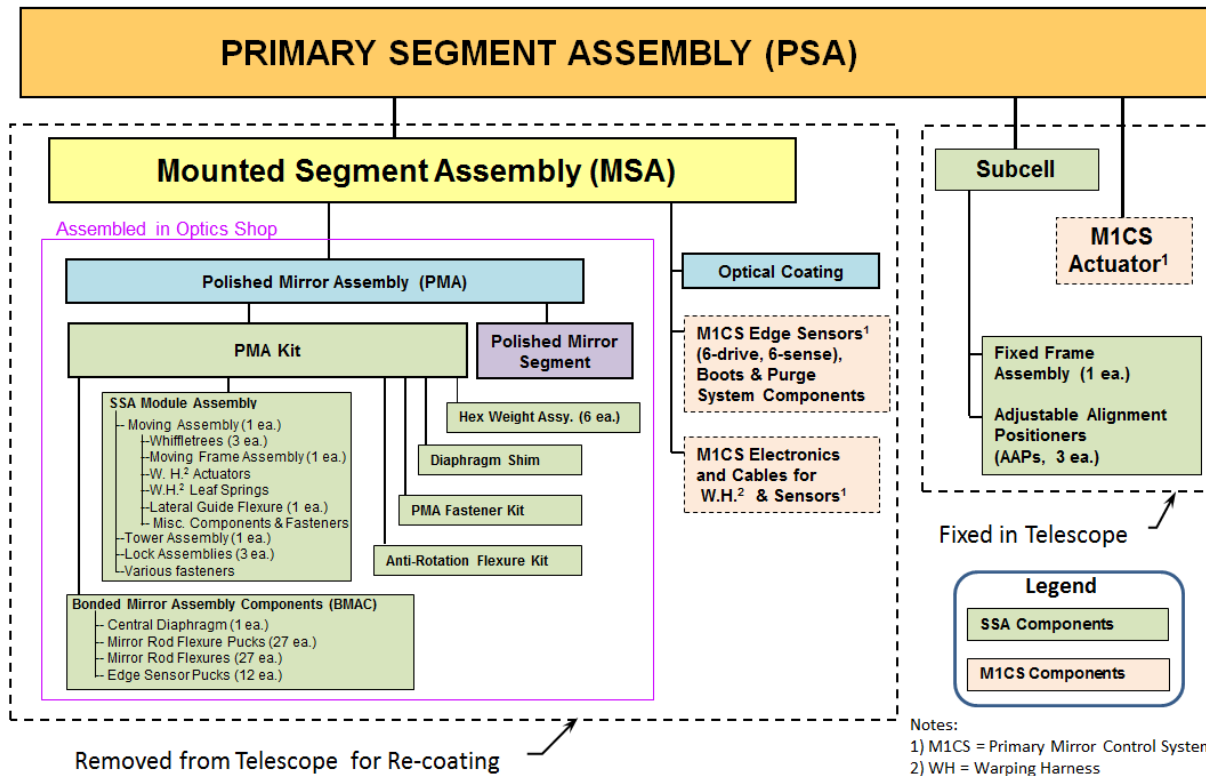 PRIMARY SEGMENT ASSEMBLY (PSA)
Mounted Segment Assembly (MSA)
Assembled in Optics Shop
Polished Mirror Assembly (PMA)
PMA Kit
Polished Mirror
Segment
SSA Module Assembly
Moving Assembly (1 ea.)
Whiffletrees (3 ea.)
Moving Frame Assembly (1 ea.)
W. H.² Actuators
W.H.² Leaf Springs
Lateral Guide Flexure (1 ea.)
Misc. Components & Fasteners
Tower Assembly (1 ea.)
Lock Assemblies (3 ea.)
Various fasteners
Hex Weight Assy. (6 ea.)
Diaphragm Shim
PMA Fastener Kit
Anti-Rotation Flexure Kit
Bonded Mirror Assembly Components (BMAC)
Central Diaphragm (1 ea.)
Mirror Rod Flexure Pucks (27 ea.)
Mirror Rod Flexures (27 ea.)
Edge Sensor Pucks (12 ea.)
Optical Coating
M1CS Edge Sensors¹
(6-drive, 6-sense),
Boots & Purge
System Components
M1CS Electronics
and Cables for
W.H.² & Sensors¹
Removed from Telescope for Re-coating
Subcell
M1CS
Actuator¹
Fixed Frame
Assembly (1 ea.)
Adjustable Alignment
Positioners
(AAPs, 3 ea.)
Fixed in Telescope
Legend
SSA Components
M1CS Components
Notes:
1) M1CS = Primary Mirror Control System
2) WH = Warping Harness